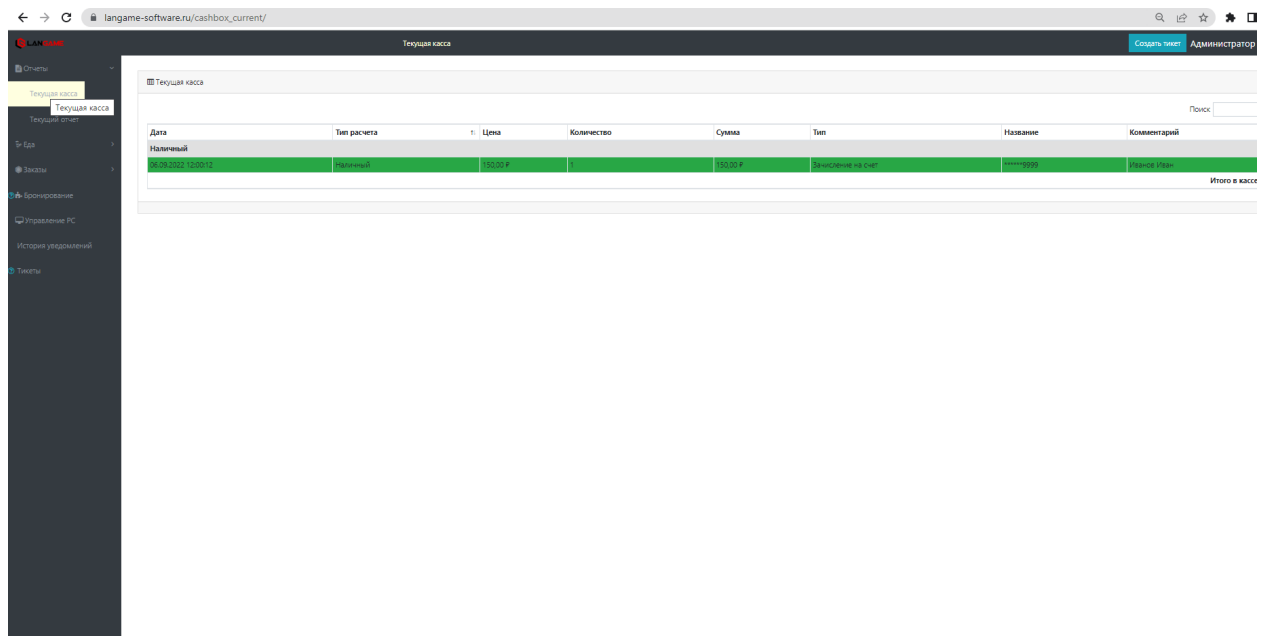 langame-software.ru/cashbox_current/
LANGAME
Текущая касса
Создать тикет
Администратор
Отчеты
Текущая касса
Текущая касса
Текущий отчет
Еда
Заказы
Бронирование
Управление PC
История уведомлений
Тикеты
Текущая касса
Поиск
Дата Тип расчета Цена Количество Сумма Тип Название Комментарий
Наличный
06.09.2022 12:00:12 Наличный 150,00 ₽ 1 150,00 ₽ Зачисление на счет ******9999 Иванов Иван
Итого в кассе